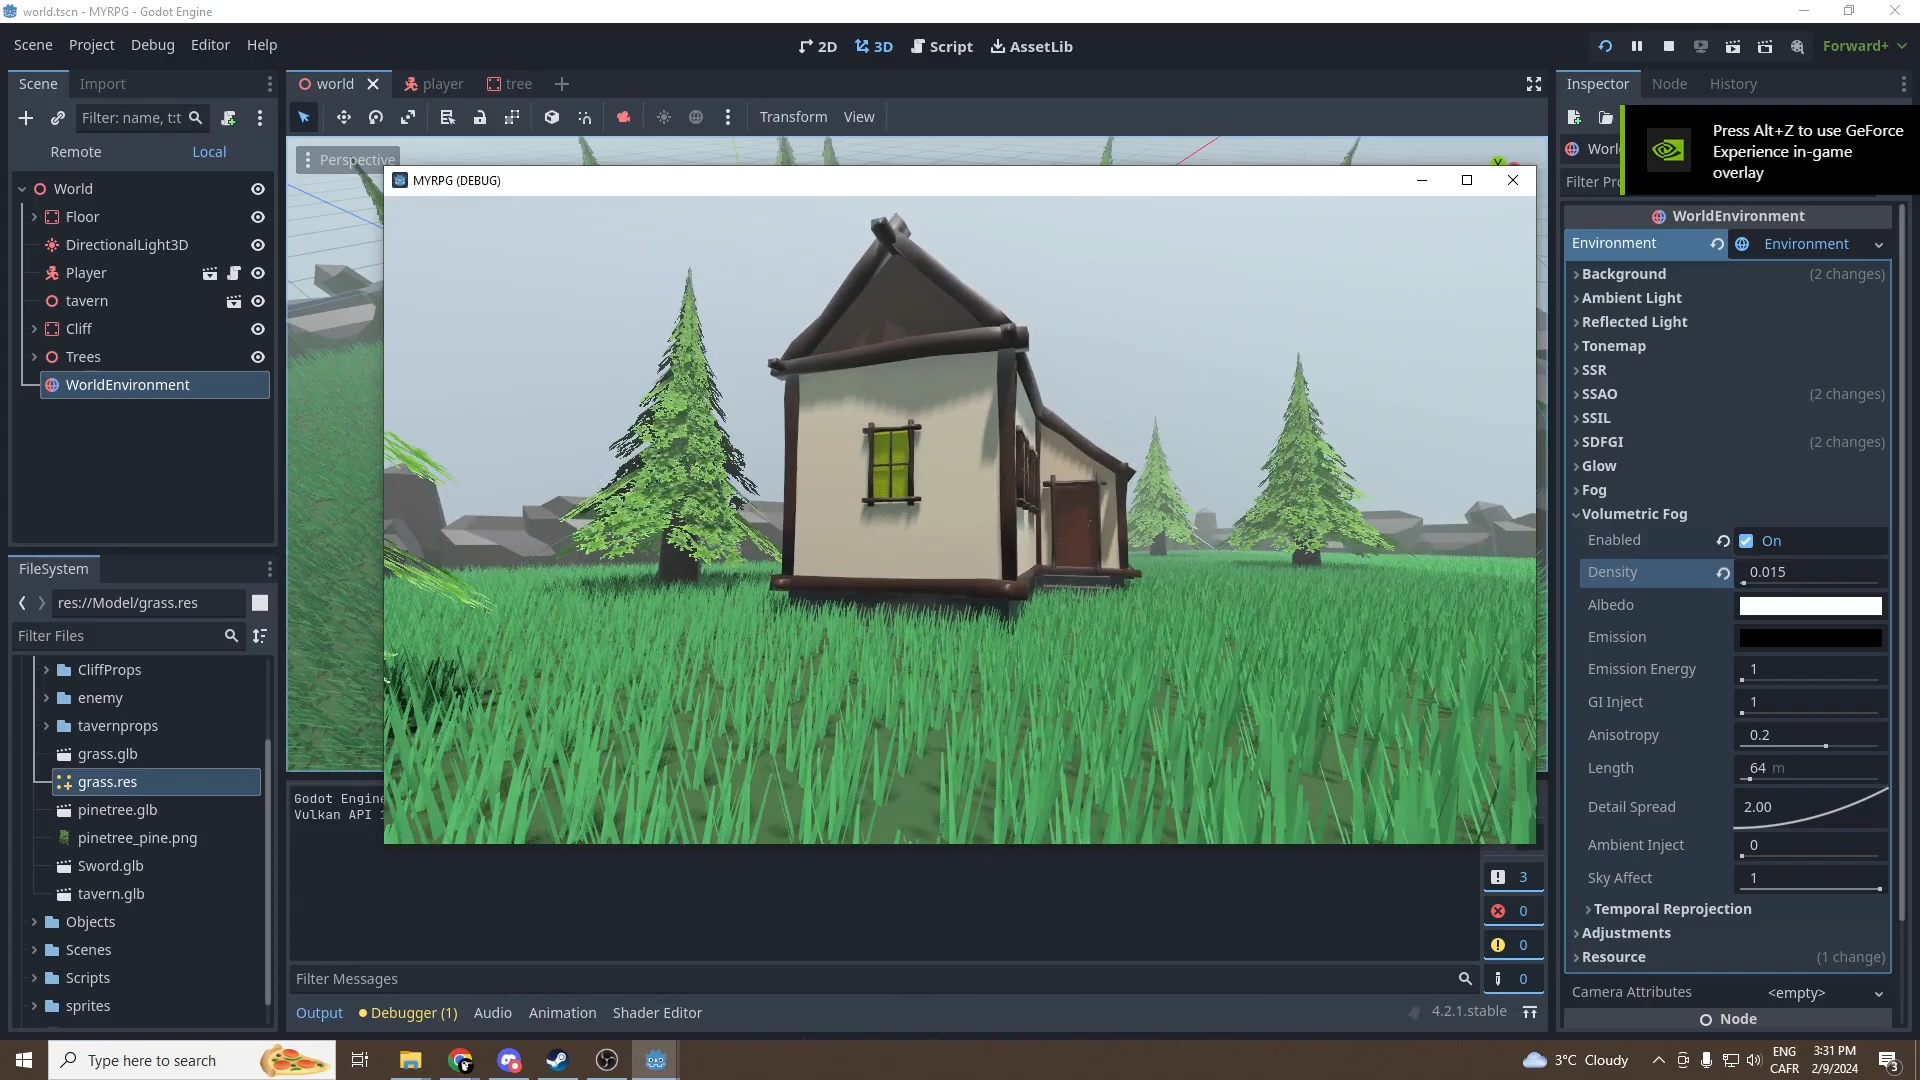 world.tscn - MYRPG - Godot Engine
Scene Project Debug Editor Help
2D 3D Script AssetLib
Forward+
Scene Import
world player tree
Inspector Node History
Filter: name, t:t
Transform View
Press Alt+Z to use GeForce
Experience in-game
overlay
Remote Local
Perspective
Worl
MYRPG (DEBUG)
Filter Pr
World
Floor
DirectionalLight3D
Player
tavern
Cliff
Trees
WorldEnvironment
Y
WorldEnvironment
Environment Environment
Background (2 changes)
Ambient Light
Reflected Light
Tonemap
SSR
SSAO (2 changes)
SSIL
SDFGI (2 changes)
Glow
Fog
Volumetric Fog
Enabled On
Density 0.015
Albedo
Emission
Emission Energy 1
GI Inject 1
Anisotropy 0.2
Length 64 m
Detail Spread 2.00
Ambient Inject 0
Sky Affect 1
Temporal Reprojection
Adjustments
Resource (1 change)
Camera Attributes <empty>
Node
FileSystem
res://Model/grass.res
Filter Files
CliffProps
enemy
tavernprops
grass.glb
grass.res
pinetree.glb
pinetree_pine.png
Sword.glb
tavern.glb
Objects
Scenes
Scripts
sprites
Godot Engine
Vulkan API
3
0
0
0
Filter Messages
Output Debugger (1) Audio Animation Shader Editor
4.2.1.stable
Type here to search
3°C Cloudy
ENG
CAFR
3:31 PM
2/9/2024
3